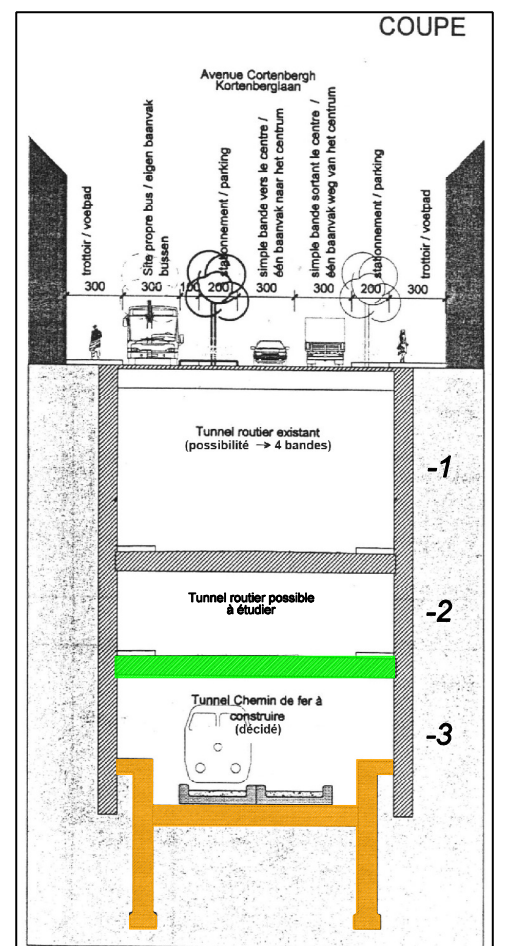 COUPE
Avenue Cortenbergh
Kortenberglaan
trottoir / voetpad
Site propre bus / eigen baanvak
bussen
stationnement / parking
simple bande vers le centre /
één baanvak naar het centrum
simple bande sortant le centre /
één baanvak weg van het centrum
stationnement / parking
trottoir / voetpad
300 300 100 200 300 300 200 300
Tunnel routier existant
(possibilité → 4 bandes)
-1
Tunnel routier possible
à étudier
-2
Tunnel Chemin de fer à
construire
(décidé)
-3